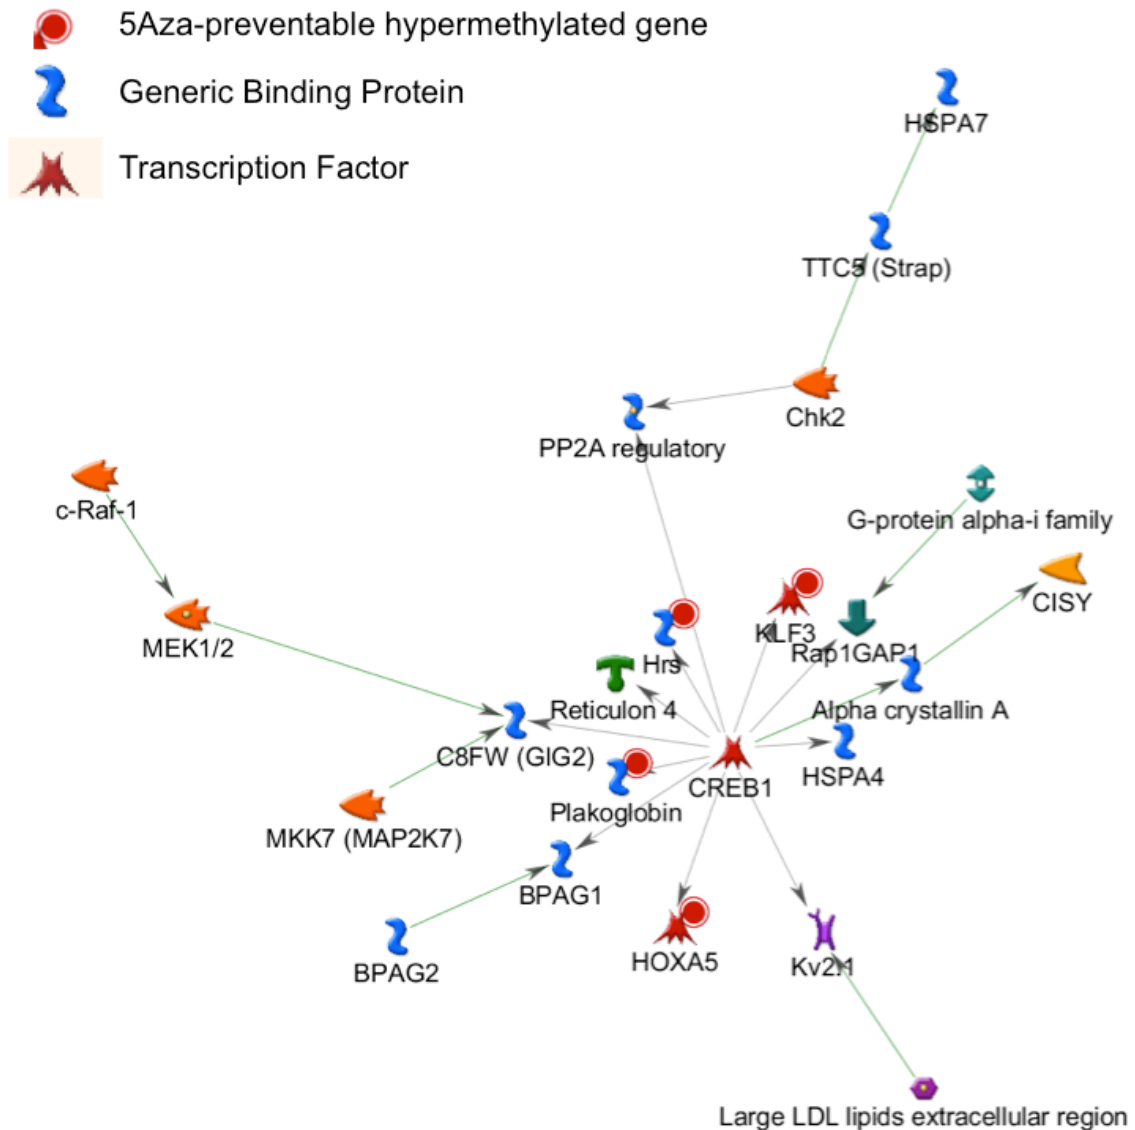 5Aza-preventable hypermethylated gene
Generic Binding Protein
Transcription Factor
HSPA7
TTC5 (Strap)
Chk2
PP2A regulatory
c-Raf-1
G-protein alpha-i family
CISY
MEK1/2
KLF3
Rap1GAP1
Hrs
Reticulon 4
Alpha crystallin A
C8FW (GIG2)
HSPA4
CREB1
Plakoglobin
MKK7 (MAP2K7)
BPAG1
HOXA5
Kv2.1
BPAG2
Large LDL lipids extracellular region